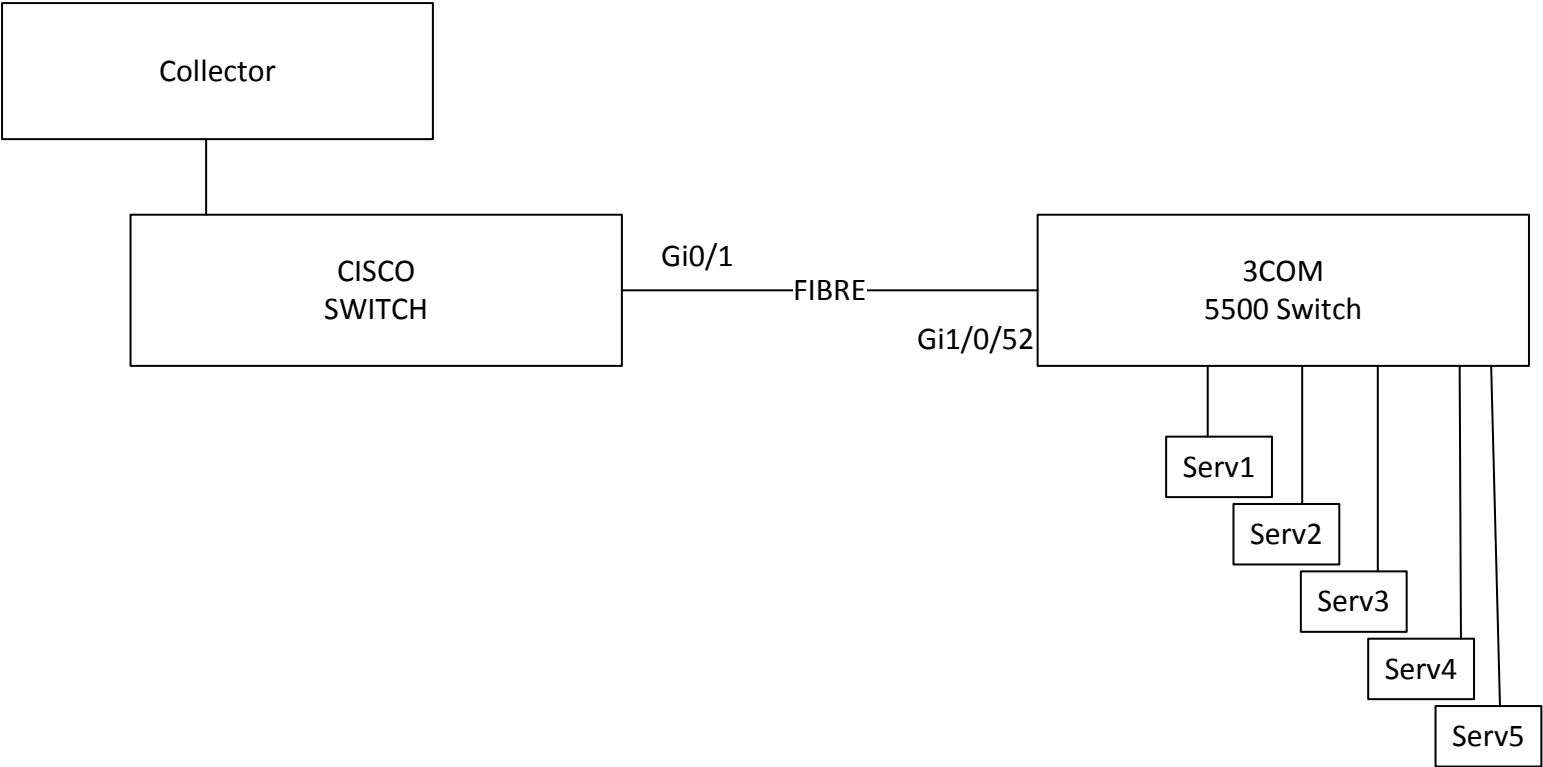 Collector
CISCO
SWITCH
Gi0/1
FIBRE
Gi1/0/52
3COM
5500 Switch
Serv1
Serv2
Serv3
Serv4
Serv5